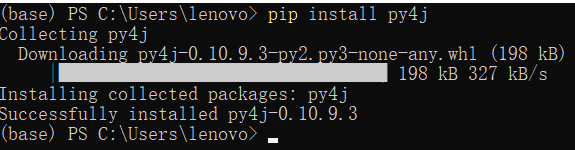 (base) PS C:\Users\lenovo> pip install py4j
Collecting py4j
  Downloading py4j-0.10.9.3-py2.py3-none-any.whl (198 kB)
     | 198 kB 327 kB/s
Installing collected packages: py4j
Successfully installed py4j-0.10.9.3
(base) PS C:\Users\lenovo>